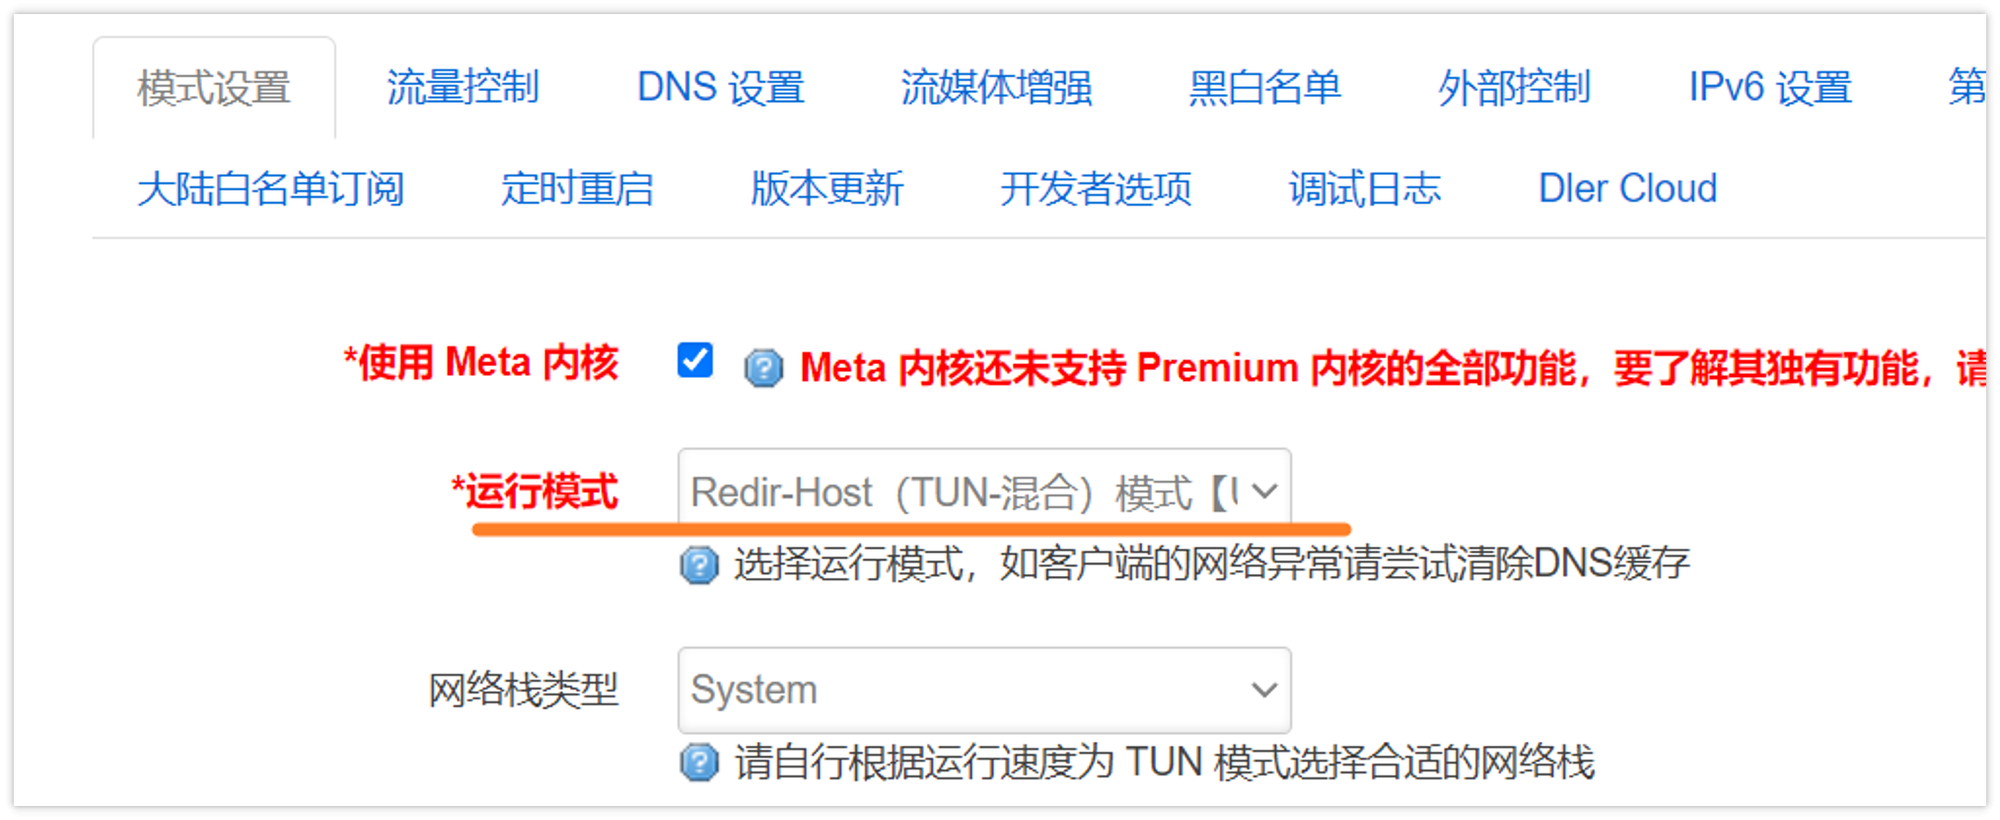 模式设置 流量控制 DNS 设置 流媒体增强 黑白名单 外部控制 IPv6 设置 第
大陆白名单订阅 定时重启 版本更新 开发者选项 调试日志 Dler Cloud
*使用 Meta 内核 Meta 内核还未支持 Premium 内核的全部功能，要了解其独有功能，请
*运行模式 Redir-Host（TUN-混合）模式【U
选择运行模式，如客户端的网络异常请尝试清除DNS缓存
网络栈类型 System
请自行根据运行速度为 TUN 模式选择合适的网络栈